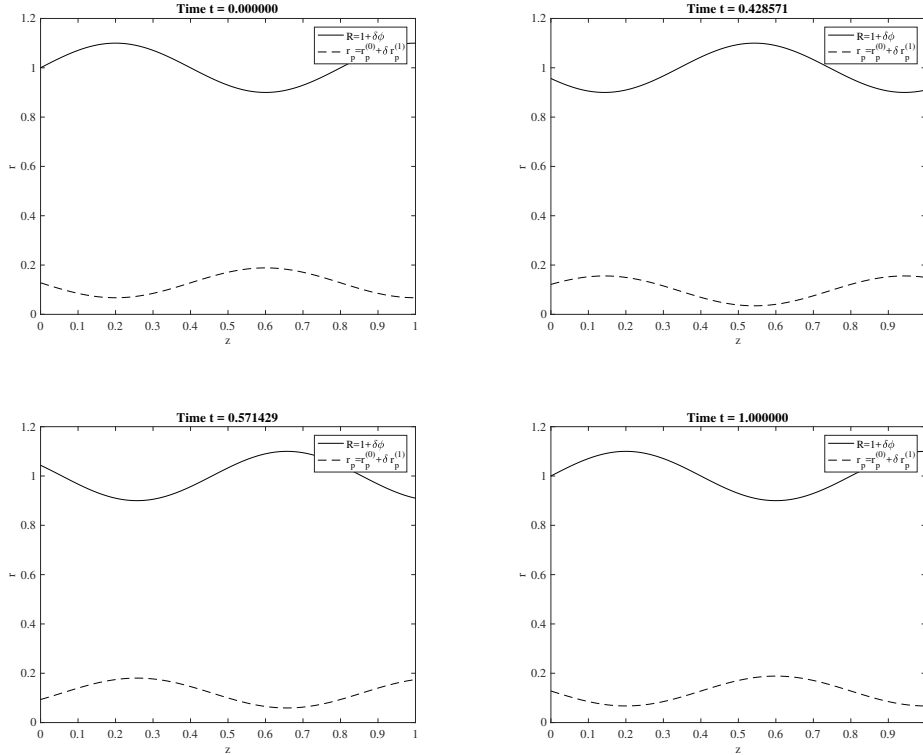 Time t = 0.000000
1.2
1
0.8
0.6
0.4
0.2
0
r
R=1+δϕ
r_p=r_p^(0)+δ r_p^(1)
0 0.1 0.2 0.3 0.4 0.5 0.6 0.7 0.8 0.9 1
z
Time t = 0.428571
1.2
1
0.8
0.6
0.4
0.2
0
r
R=1+δϕ
r_p=r_p^(0)+δ r_p^(1)
0 0.1 0.2 0.3 0.4 0.5 0.6 0.7 0.8 0.9
z
Time t = 0.571429
1.2
1
0.8
0.6
0.4
0.2
0
r
R=1+δϕ
r_p=r_p^(0)+δ r_p^(1)
0 0.1 0.2 0.3 0.4 0.5 0.6 0.7 0.8 0.9 1
z
Time t = 1.000000
1.2
1
0.8
0.6
0.4
0.2
0
r
R=1+δϕ
r_p=r_p^(0)+δ r_p^(1)
0 0.1 0.2 0.3 0.4 0.5 0.6 0.7 0.8 0.9
z